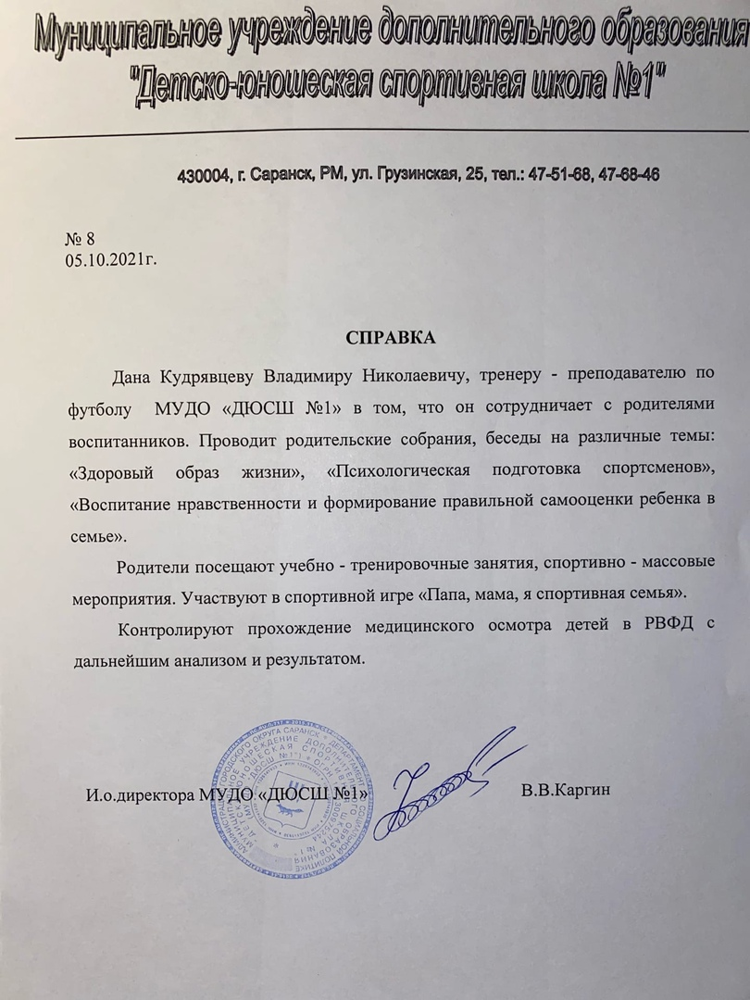 Муниципальное учреждение дополнительного образования
"Детско-юношеская спортивная школа №1"
430004, г. Саранск, РМ, ул. Грузинская, 25, тел.: 47-51-68, 47-68-46
№ 8
05.10.2021г.
СПРАВКА
Дана Кудрявцеву Владимиру Николаевичу, тренеру - преподавателю по
футболу МУДО «ДЮСШ №1» в том, что он сотрудничает с родителями
воспитанников. Проводит родительские собрания, беседы на различные темы:
«Здоровый образ жизни», «Психологическая подготовка спортсменов»,
«Воспитание нравственности и формирование правильной самооценки ребенка в
семье».
Родители посещают учебно - тренировочные занятия, спортивно - массовые
мероприятия. Участвуют в спортивной игре «Папа, мама, я спортивная семья».
Контролируют прохождение медицинского осмотра детей в РВФД с
дальнейшим анализом и результатом.
И.о.директора МУДО «ДЮСШ №1» В.В.Каргин